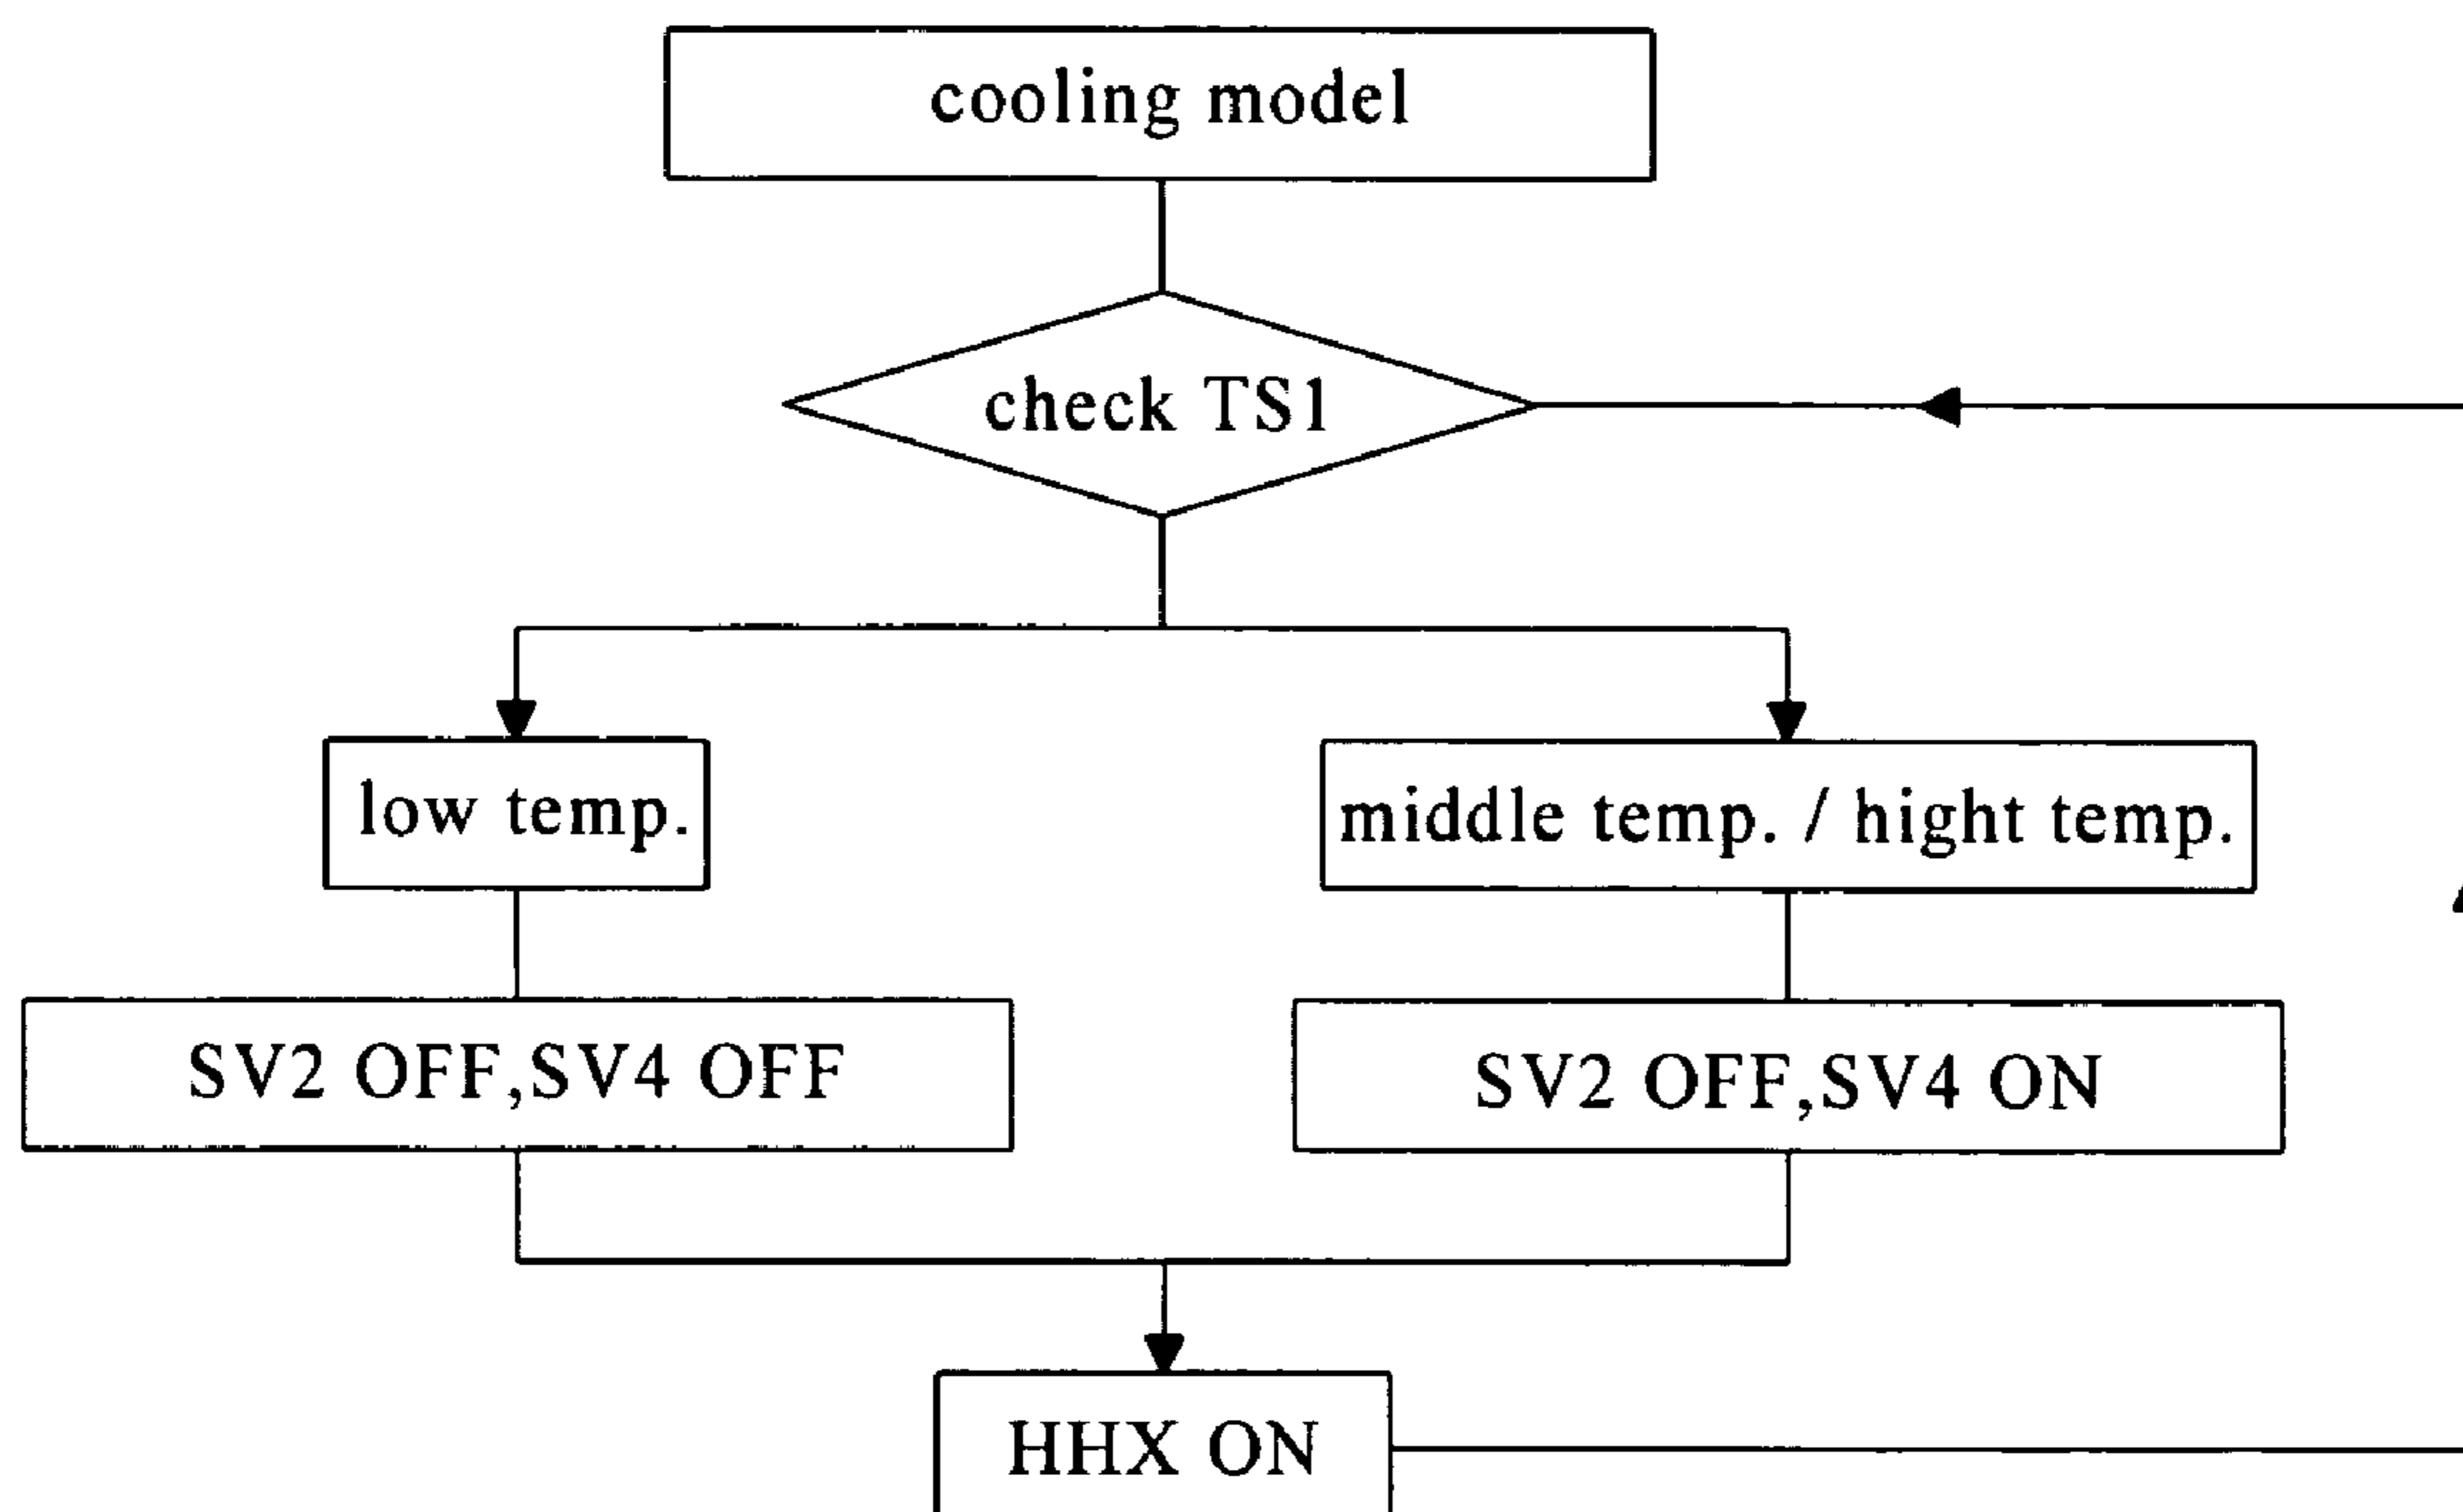 cooling model
check TS1
low temp.
middle temp. / hight temp.
SV2 OFF,SV4 OFF
SV2 OFF,SV4 ON
HHX ON